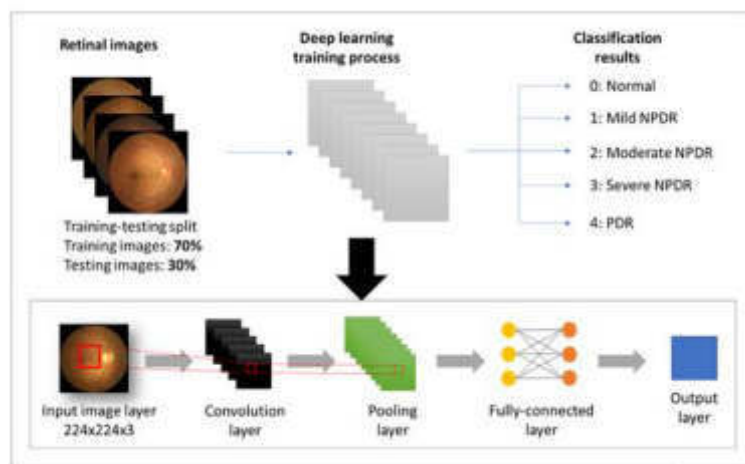 Retinal images
Deep learning
training process
Classification
results
0: Normal
1: Mild NPDR
2: Moderate NPDR
3: Severe NPDR
4: PDR
Training-testing split
Training images: 70%
Testing images: 30%
Input image layer
224x224x3
Convolution
layer
Pooling
layer
Fully-connected
layer
Output
layer